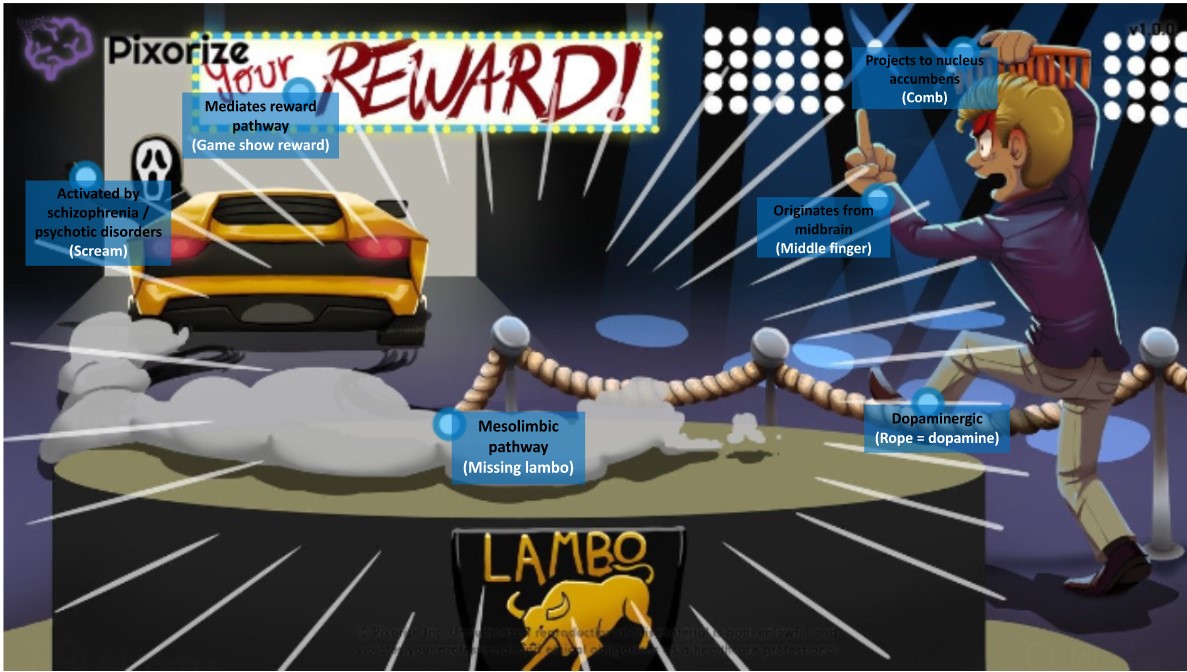 Pixorize
Your REWARD!
v1.0.0
Mediates reward
pathway
(Game show reward)
Projects to nucleus
accumbens
(Comb)
Activated by
schizophrenia /
psychotic disorders
(Scream)
Originates from
midbrain
(Middle finger)
Mesolimbic
pathway
(Missing lambo)
Dopaminergic
(Rope = dopamine)
LAMBO